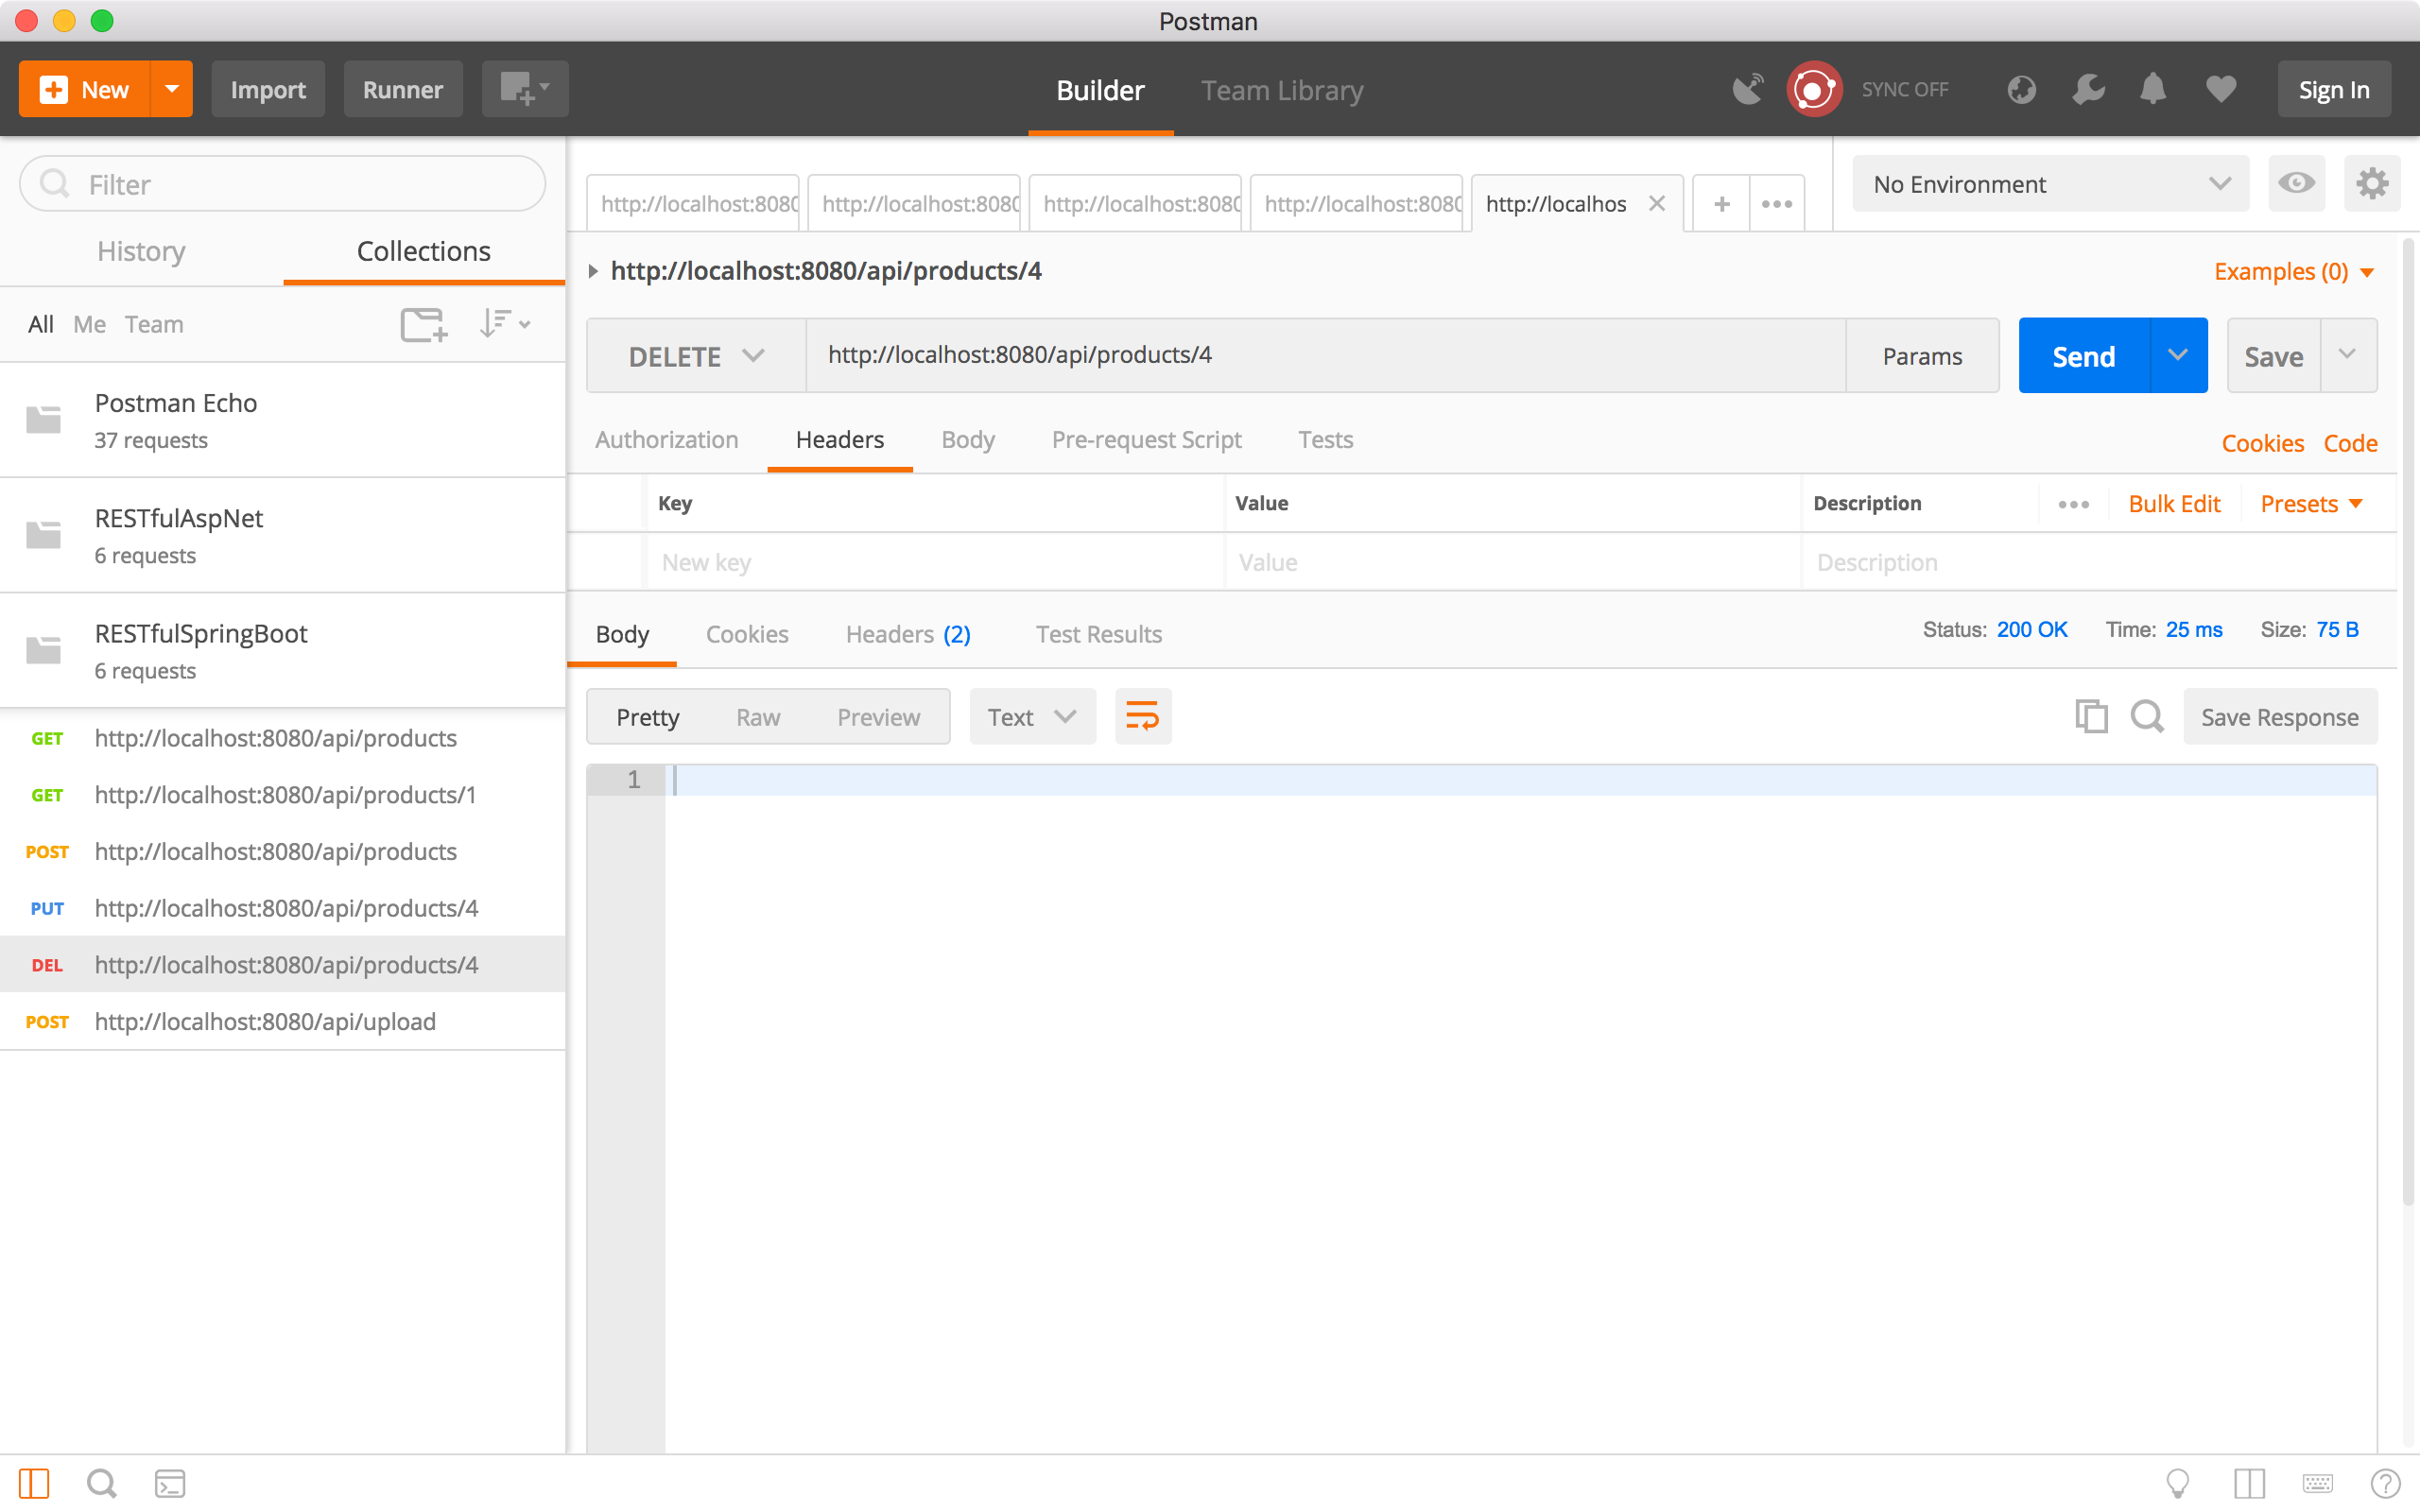 Postman
New
Import
Runner
Builder
Team Library
SYNC OFF
Sign In
Filter
History
Collections
All Me Team
Postman Echo
37 requests
RESTfulAspNet
6 requests
RESTfulSpringBoot
6 requests
GET http://localhost:8080/api/products
GET http://localhost:8080/api/products/1
POST http://localhost:8080/api/products
PUT http://localhost:8080/api/products/4
DEL http://localhost:8080/api/products/4
POST http://localhost:8080/api/upload
http://localhost:8080 http://localhost:8080 http://localhost:8080 http://localhost:8080 http://localhos
No Environment
http://localhost:8080/api/products/4
Examples (0)
DELETE http://localhost:8080/api/products/4 Params Send Save
Authorization Headers Body Pre-request Script Tests Cookies Code
Key Value Description Bulk Edit Presets
New key Value Description
Body Cookies Headers (2) Test Results Status: 200 OK Time: 25 ms Size: 75 B
Pretty Raw Preview Text Save Response
1